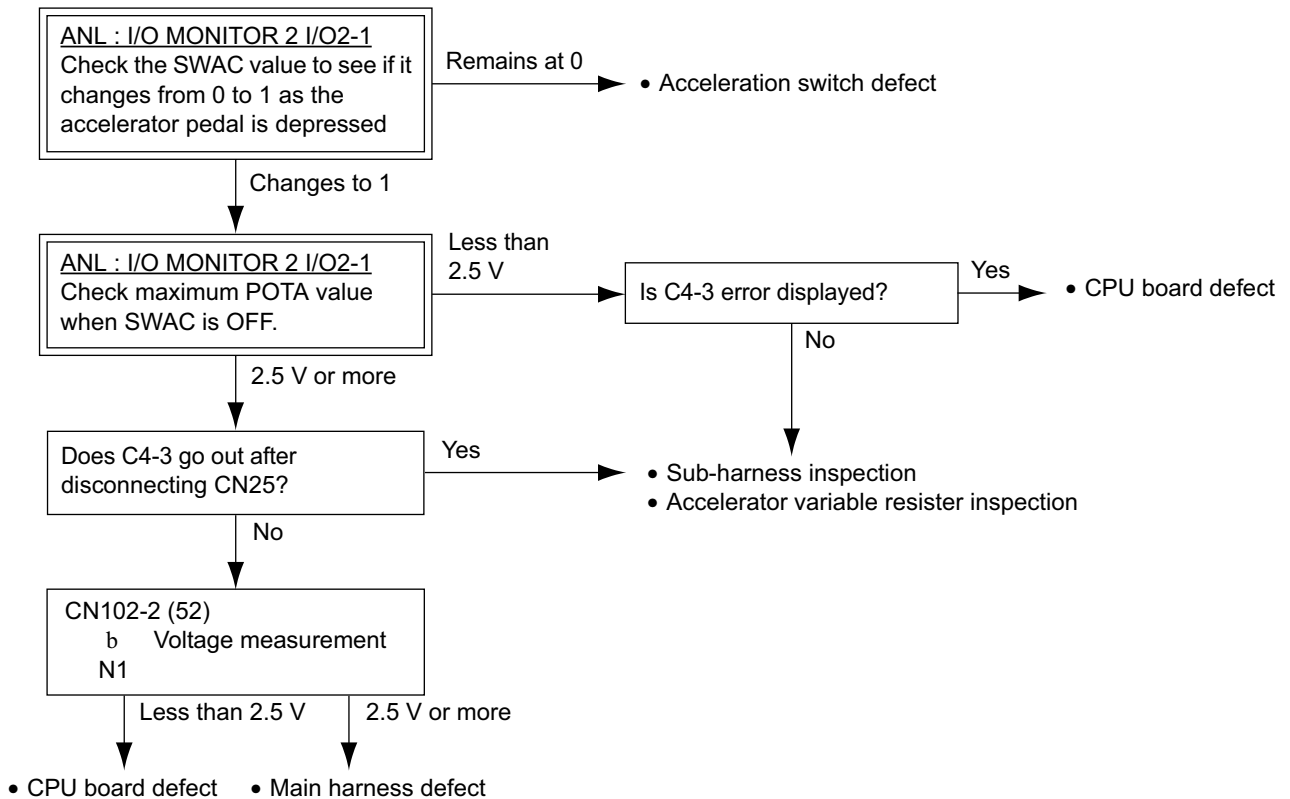 ANL : I/O MONITOR 2 I/O2-1
Check the SWAC value to see if it
changes from 0 to 1 as the
accelerator pedal is depressed
Remains at 0
• Acceleration switch defect
Changes to 1
ANL : I/O MONITOR 2 I/O2-1
Check maximum POTA value
when SWAC is OFF.
Less than
2.5 V
Is C4-3 error displayed?
Yes
• CPU board defect
No
2.5 V or more
Does C4-3 go out after
disconnecting CN25?
Yes
• Sub-harness inspection
• Accelerator variable resister inspection
No
CN102-2 (52)
b Voltage measurement
N1
Less than 2.5 V
2.5 V or more
• CPU board defect
• Main harness defect